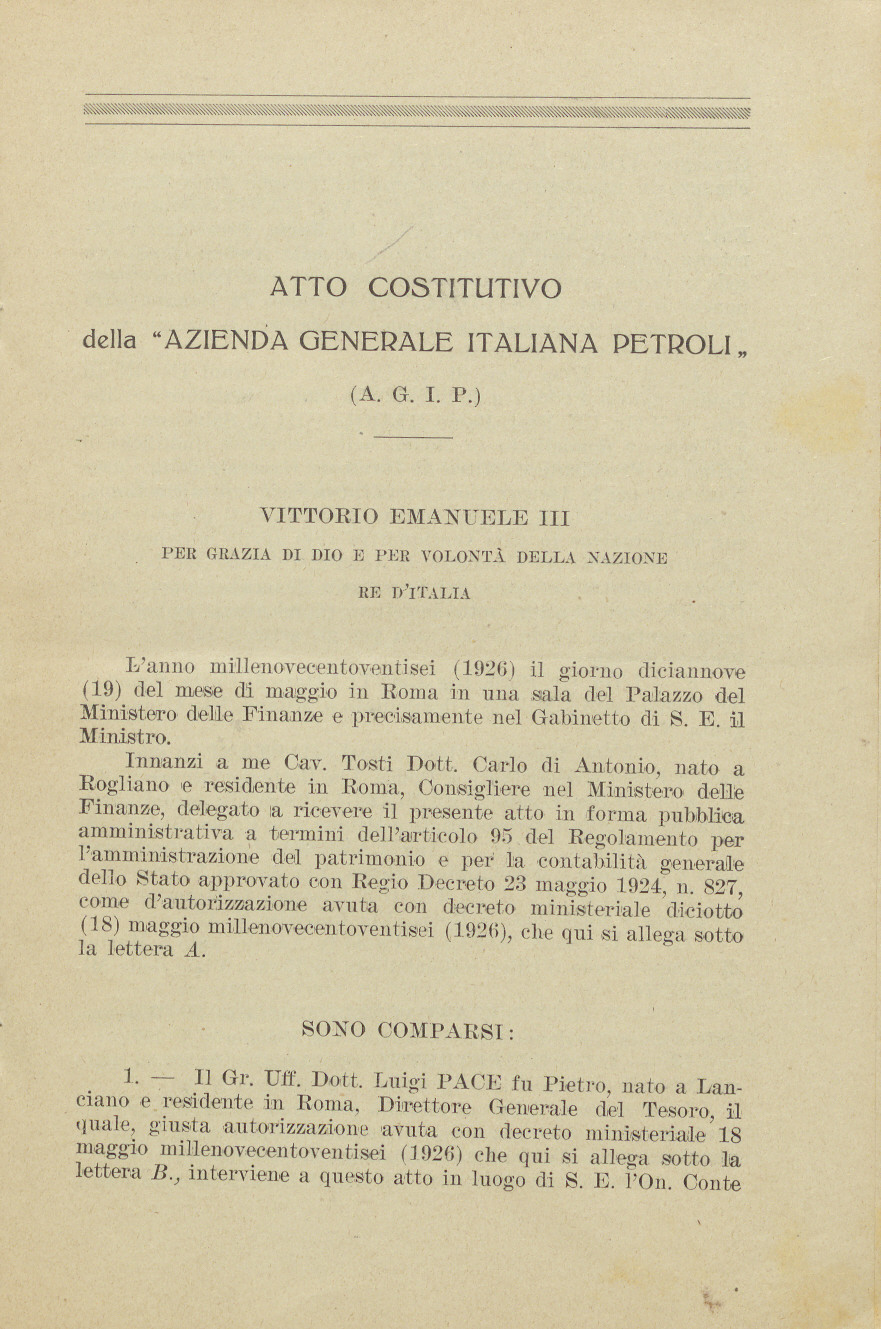 ATTO COSTITUTIVO
della “AZIENDA GENERALE ITALIANA PETROLI„
(A. G. I. P.)
VITTORIO EMANUELE III
PER GRAZIA DI DIO E PER VOLONTÀ DELLA NAZIONE
RE D'ITALIA
L'anno millenovecentoventisei (1926) il giorno diciannove
(19) del mese di maggio in Roma in una sala del Palazzo del
Ministero delle Finanze e precisamente nel Gabinetto di S. E. il
Ministro.
Innanzi a me Cav. Tosti Dott. Carlo di Antonio, nato a
Rogliano e residente in Roma, Consigliere nel Ministero delle
Finanze, delegato a ricevere il presente atto in forma pubblica
amministrativa a termini dell'articolo 95 del Regolamento per
l'amministrazione del patrimonio e per la contabilità generale
dello Stato approvato con Regio Decreto 23 maggio 1924, n. 827,
come d'autorizzazione avuta con decreto ministeriale diciotto
(18) maggio millenovecentoventisei (1926), che qui si allega sotto
la lettera A.
SONO COMPARSI:
1. — Il Gr. Uff. Dott. Luigi PACE fu Pietro, nato a Lan-
ciano e residente in Roma, Direttore Generale del Tesoro, il
quale, giusta autorizzazione avuta con decreto ministeriale 18
maggio millenovecentoventisei (1926) che qui si allega sotto la
lettera B., interviene a questo atto in luogo di S. E. l'On. Conte